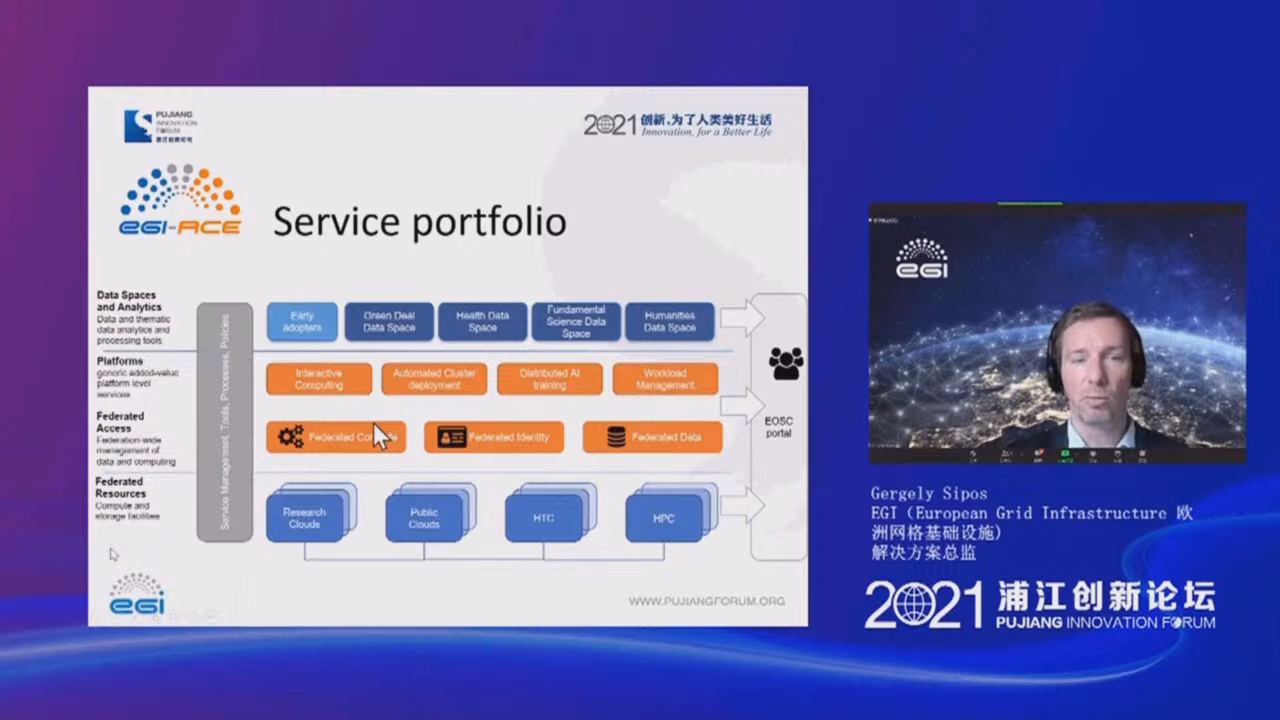 PUJIANG
INNOVATION
FORUM
浦江创新论坛
2021 创新,为了人类美好生活
Innovation, for a Better Life
EGI-ACE
Service portfolio
Data Spaces
and Analytics
Data and thematic
data analytics and
processing tools
Platforms
generic added-value
platform level
services
Federated
Access
Federation-wide
management of
data and computing
Federated
Resources
Compute and
storage facilities
Service Management, Tools, Processes, Policies
Early
adopters
Green Deal
Data Space
Health Data
Space
Fundamental
Science Data
Space
Humanities
Data Space
Interactive
Computing
Automated Cluster
deployment
Distributed AI
training
Workload
Management
Federated
Federated Identity
Federated Data
Research
Clouds
Public
Clouds
HTC
HPC
EOSC
portal
EGI
WWW.PUJIANGFORUM.ORG
EGI
Gergely Sipos
EGI (European Grid Infrastructure 欧
洲网格基础设施)
解决方案总监
2021 浦江创新论坛
PUJIANG INNOVATION FORUM